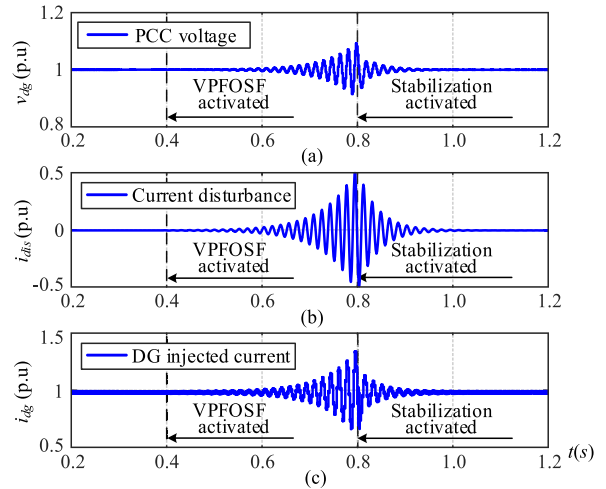 1.2
PCC voltage
v_dg (p.u)
1
VPFOSF
activated
Stabilization
activated
0.8
0.2 0.4 0.6 0.8 1.0 1.2
(a)
0.5
Current disturbance
i_dis (p.u)
0
VPFOSF
activated
Stabilization
activated
-0.5
0.2 0.4 0.6 0.8 1.0 1.2
(b)
1.5
DG injected current
i_dg (p.u)
1
VPFOSF
activated
Stabilization
activated
0.5
0.2 0.4 0.6 0.8 1.0 1.2
t(s)
(c)